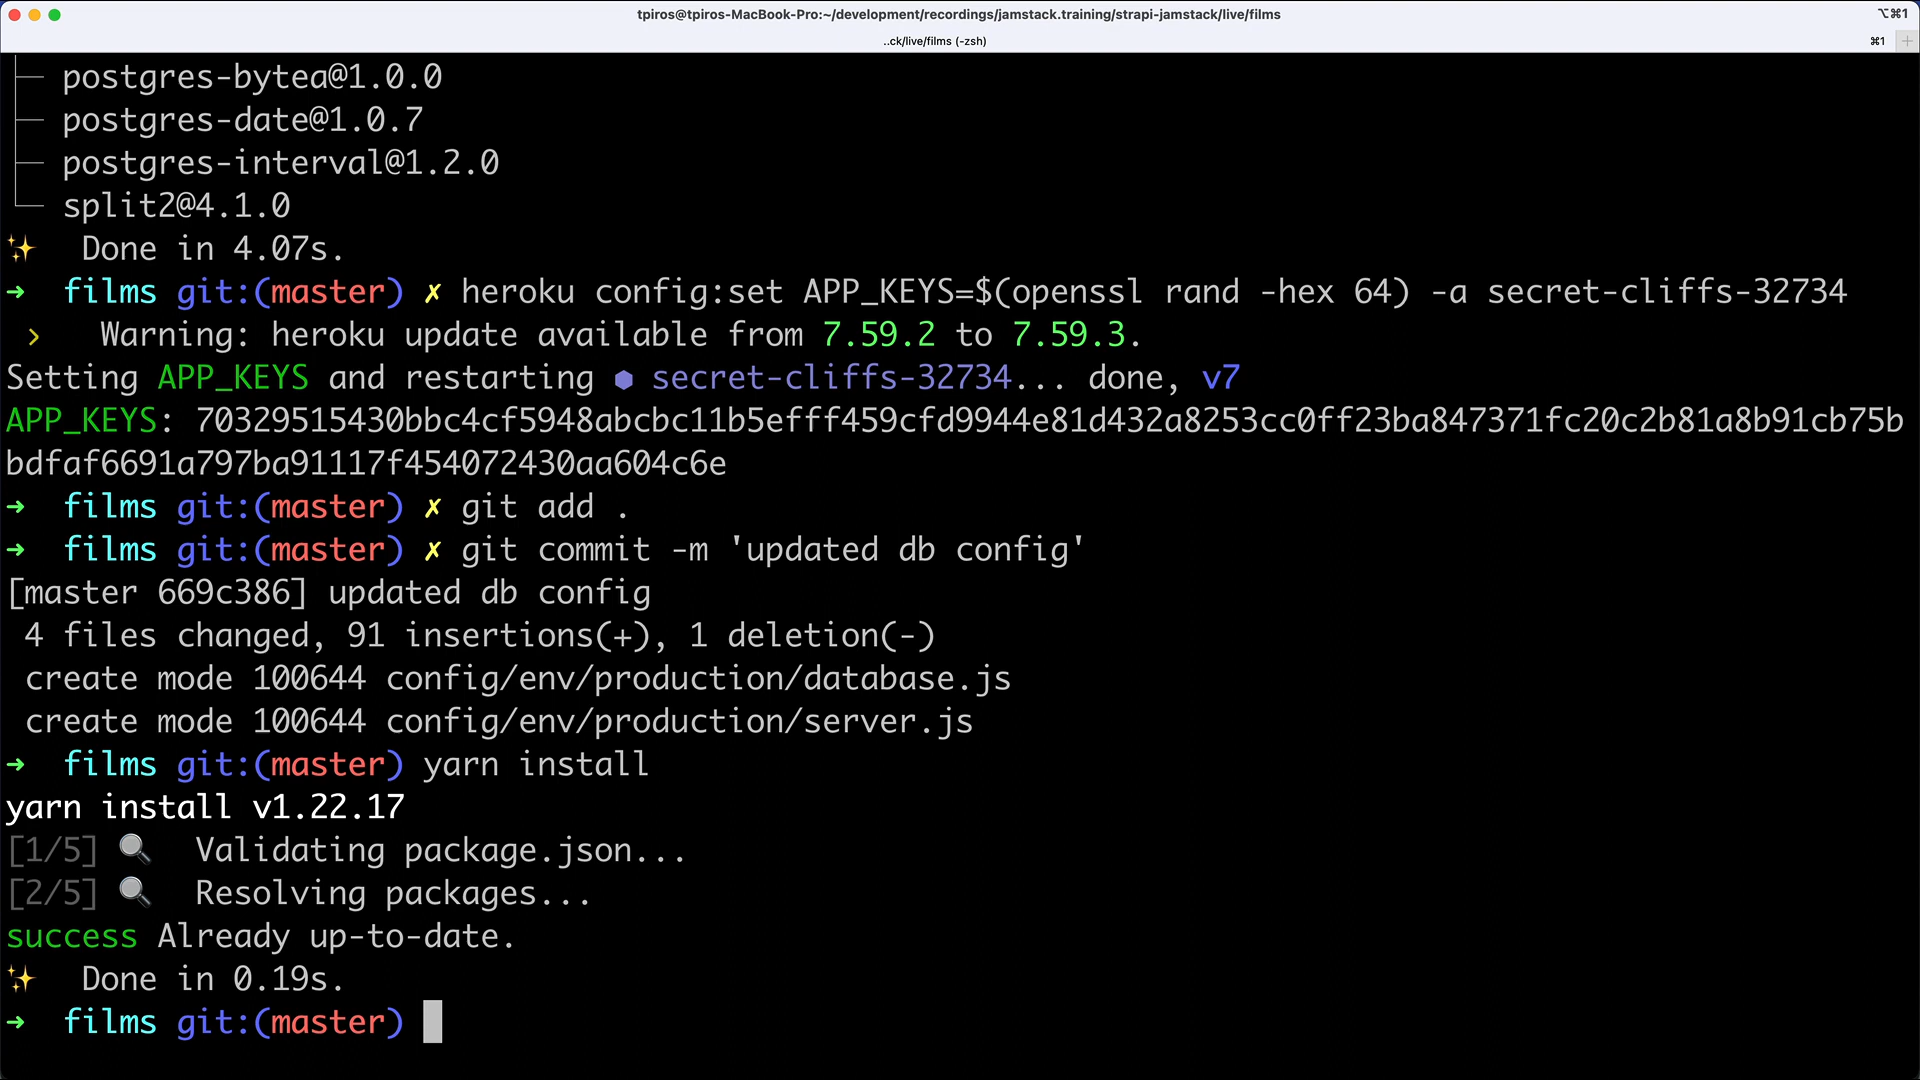 tpiros@tpiros-MacBook-Pro:~/development/recordings/jamstack.training/strapi-jamstack/live/films
⌥⌘1
..ck/live/films (-zsh)
⌘1
├─ postgres-bytea@1.0.0
├─ postgres-date@1.0.7
├─ postgres-interval@1.2.0
└─ split2@4.1.0
✨  Done in 4.07s.
➜  films git:(master) ✗ heroku config:set APP_KEYS=$(openssl rand -hex 64) -a secret-cliffs-32734
 ›   Warning: heroku update available from 7.59.2 to 7.59.3.
Setting APP_KEYS and restarting ⬢ secret-cliffs-32734... done, v7
APP_KEYS: 70329515430bbc4cf5948abcbc11b5efff459cfd9944e81d432a8253cc0ff23ba847371fc20c2b81a8b91cb75b
bdfaf6691a797ba91117f454072430aa604c6e
➜  films git:(master) ✗ git add .
➜  films git:(master) ✗ git commit -m 'updated db config'
[master 669c386] updated db config
 4 files changed, 91 insertions(+), 1 deletion(-)
 create mode 100644 config/env/production/database.js
 create mode 100644 config/env/production/server.js
➜  films git:(master) yarn install
yarn install v1.22.17
[1/5] 🔍  Validating package.json...
[2/5] 🔍  Resolving packages...
success Already up-to-date.
✨  Done in 0.19s.
➜  films git:(master)